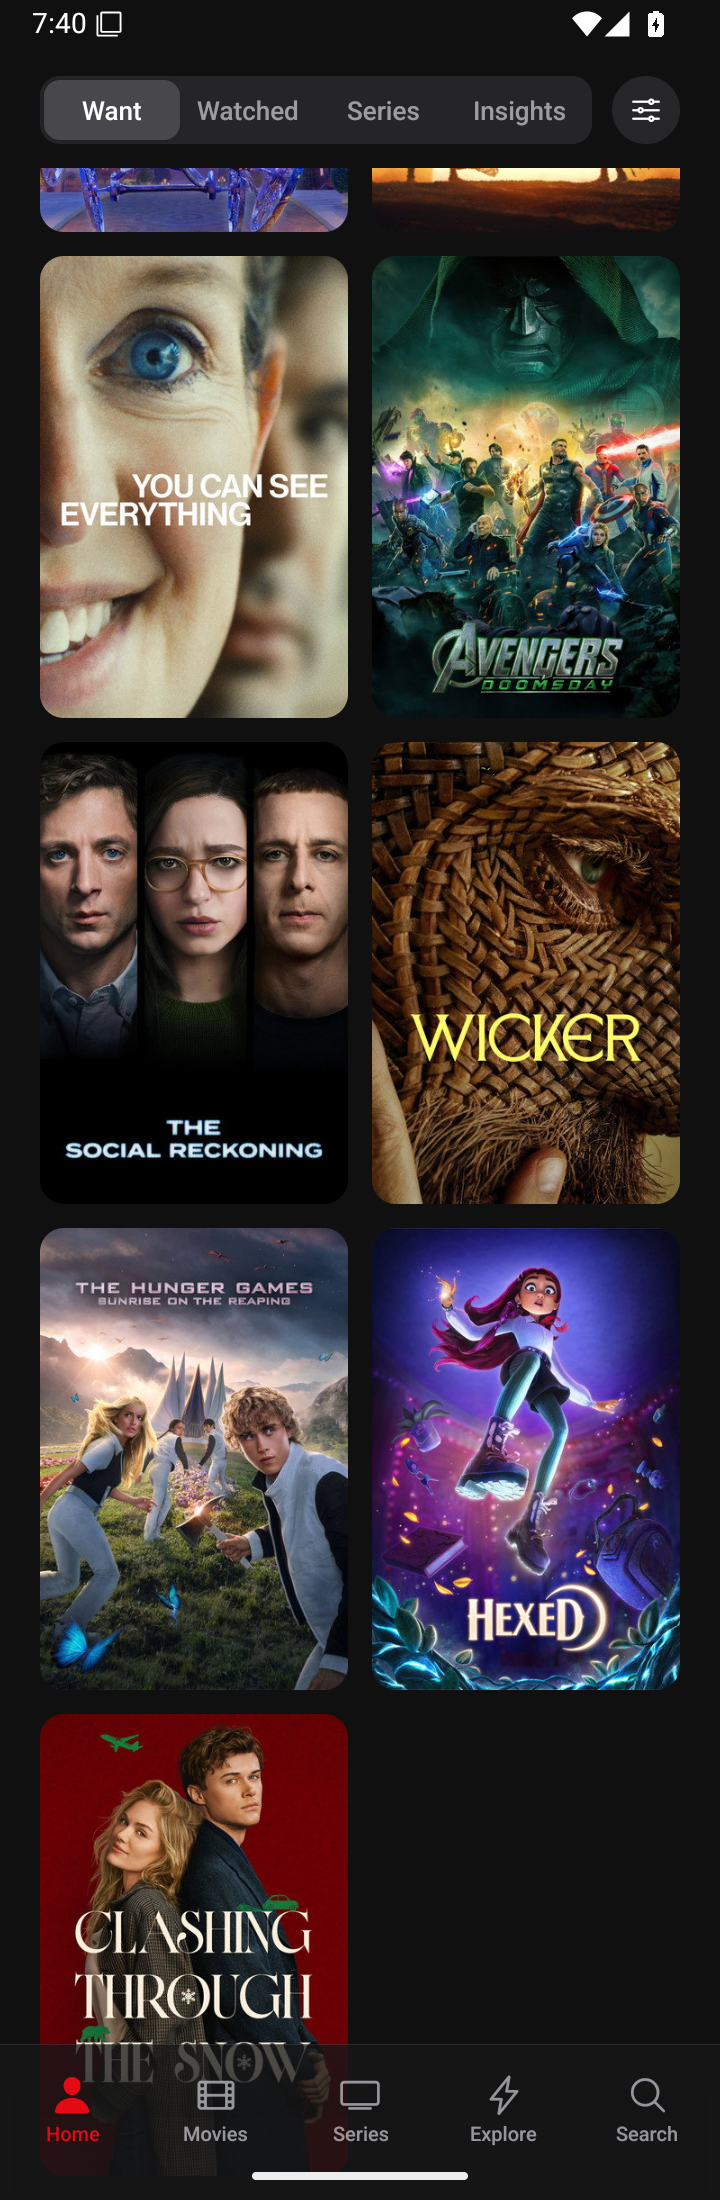 7:40
Want
Watched
Series
Insights
YOU CAN SEE
EVERYTHING
AVENGERS
DOOMSDAY
THE
SOCIAL RECKONING
WICKER
THE HUNGER GAMES
SUNRISE ON THE REAPING
HEXED
CLASHING
THROUGH
THE SNOW
Home
Movies
Series
Explore
Search